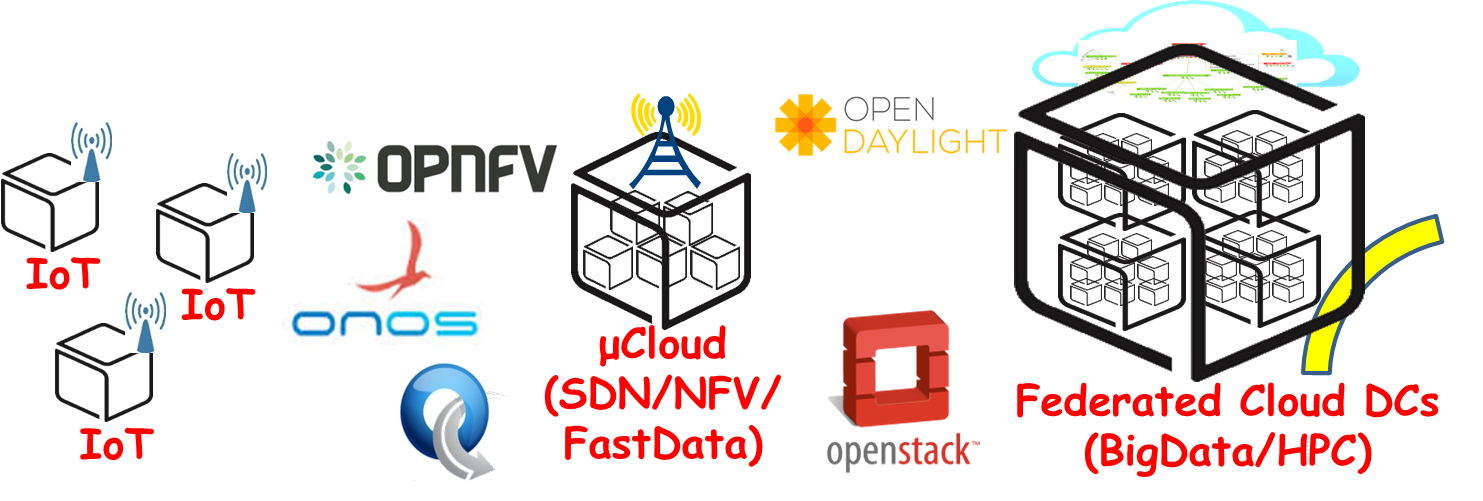 IoT
IoT
IoT
OPNFV
onos
µCloud
(SDN/NFV/
FastData)
OPEN
DAYLIGHT
openstack™
Federated Cloud DCs
(BigData/HPC)